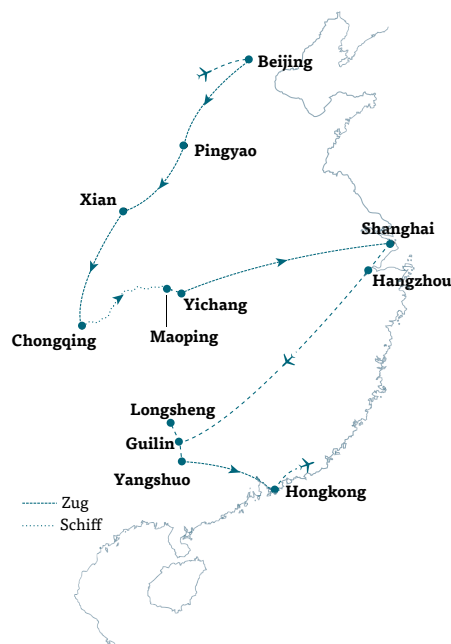 Beijing
Pingyao
Xian
Shanghai
Hangzhou
Yichang
Maoping
Chongqing
Longsheng
Guilin
Yangshuo
Hongkong
Zug
Schiff